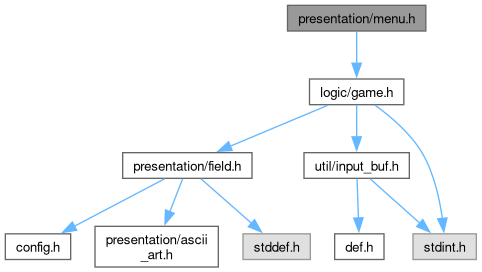 presentation/menu.h
logic/game.h
presentation/field.h
util/input_buf.h
config.h
presentation/ascii
_art.h
stddef.h
def.h
stdint.h